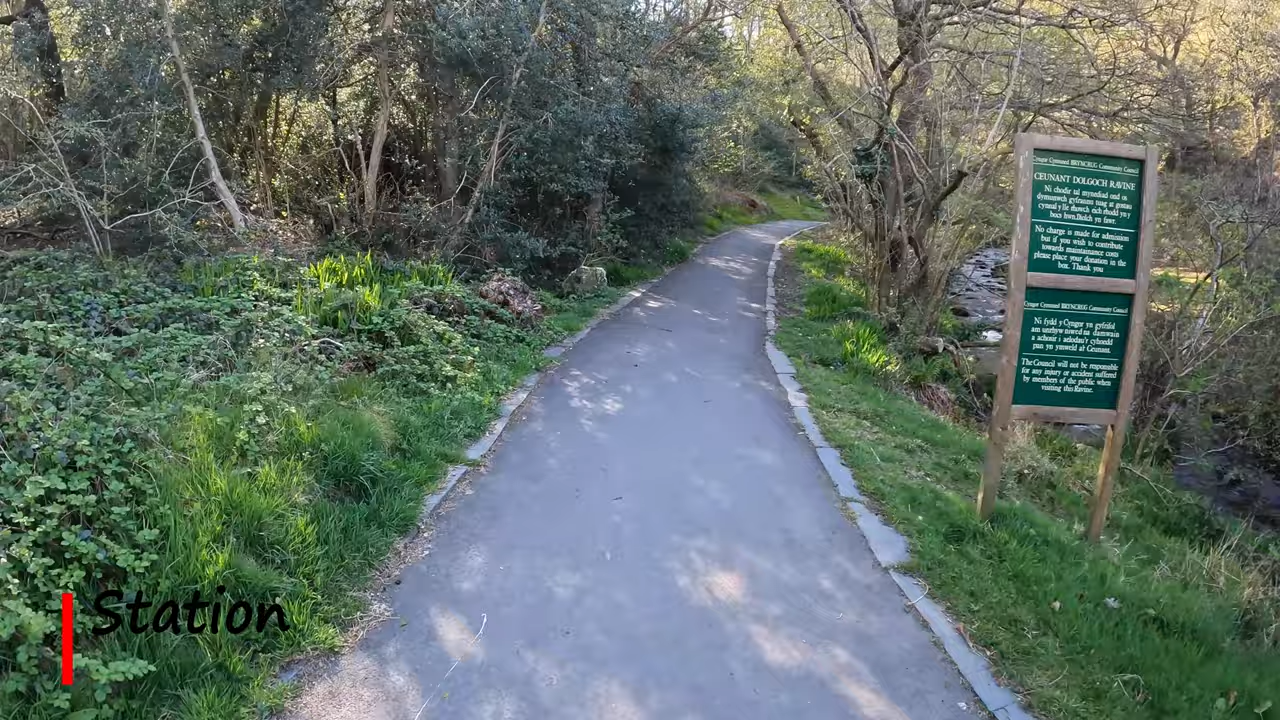 Cyngor Cymuned BRYNCRUG Community Council
CEUNANT DOLGOCH RAVINE
Ni chodir tal mynediad ond os
dymunwch gyfrannu tuag at gostau
cynnal y lle rhowch eich rhodd yn y
bocs hwn. Diolch yn fawr.
No charge is made for admission
but if you wish to contribute
towards maintainance costs
please place your donation in the
box. Thank you
Cyngor Cymuned BRYNCRUG Community Council
Ni fydd y Cyngor yn gyfrifol
am unrhyw niwed na damwain
a achosir i aelodau'r cyhoedd
pan yn ymweld a'r Ceunant.
The Council will not be responsible
for any injury or accident suffered
by members of the public when
visiting this Ravine.
Station